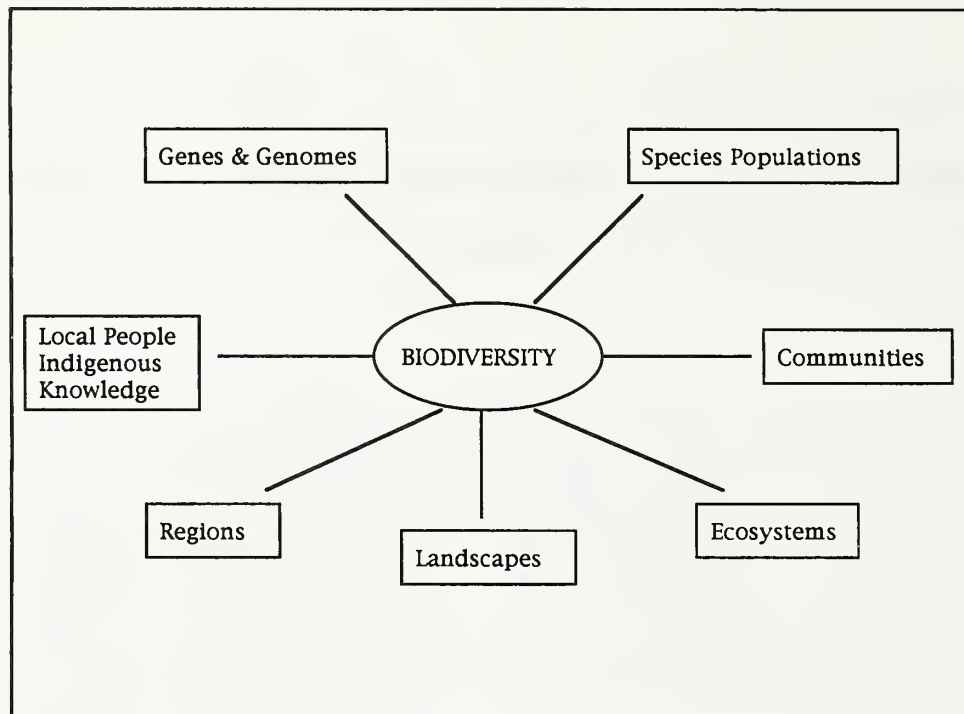 Genes & Genomes
Species Populations
Local People
Indigenous
Knowledge
BIODIVERSITY
Communities
Regions
Landscapes
Ecosystems